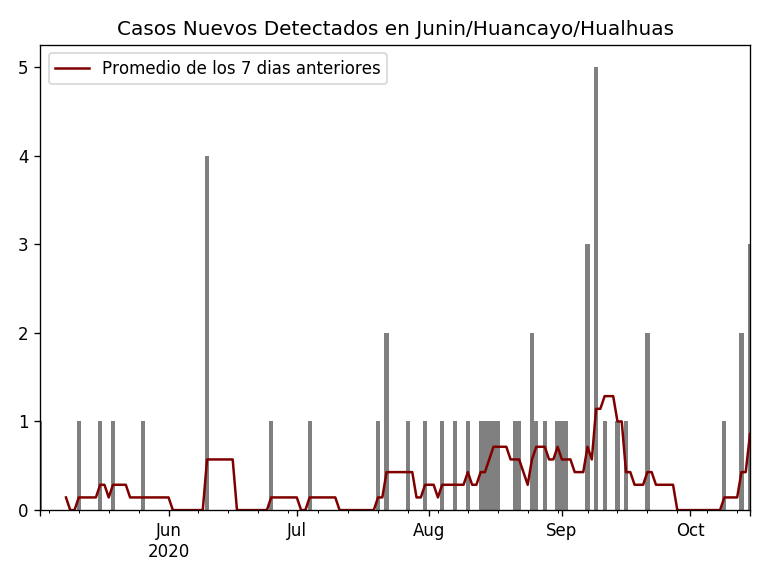 Casos Nuevos Detectados en Junin/Huancayo/Hualhuas
Promedio de los 7 dias anteriores
5
4
3
2
1
0
Jun
2020
Jul
Aug
Sep
Oct